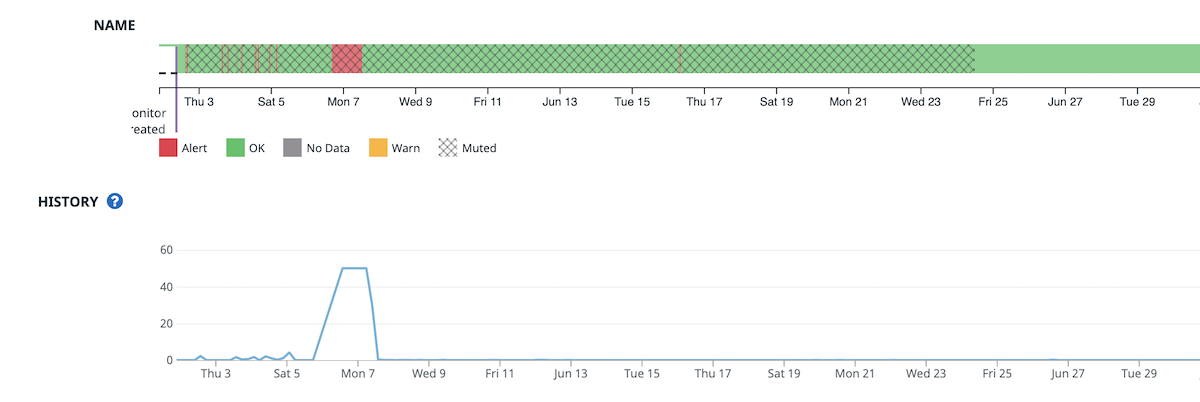 NAME
Thu 3 Sat 5 Mon 7 Wed 9 Fri 11 Jun 13 Tue 15 Thu 17 Sat 19 Mon 21 Wed 23 Fri 25 Jun 27 Tue 29
onitor
reated
Alert OK No Data Warn Muted
HISTORY ?
60
40
20
0
Thu 3 Sat 5 Mon 7 Wed 9 Fri 11 Jun 13 Tue 15 Thu 17 Sat 19 Mon 21 Wed 23 Fri 25 Jun 27 Tue 29